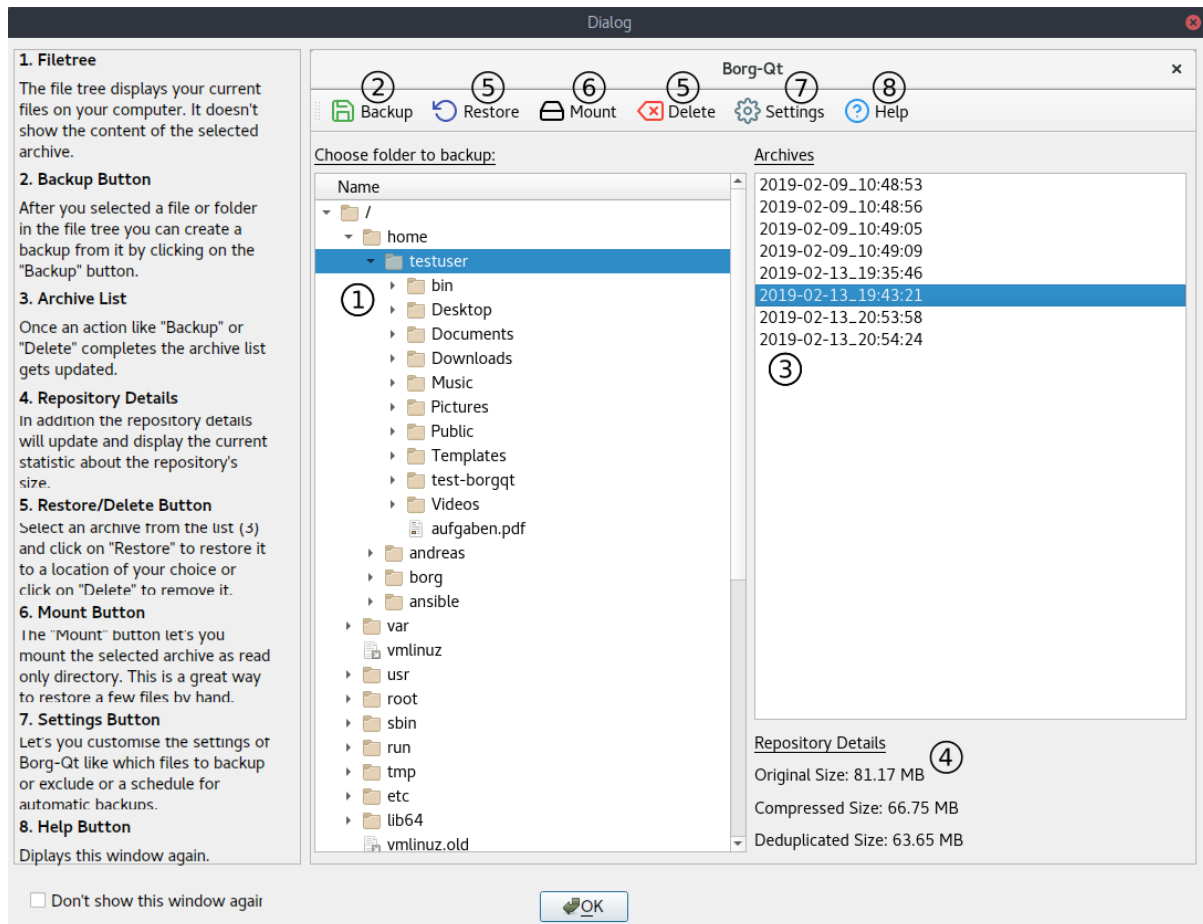 Dialog
1. Filetree
The file tree displays your current
files on your computer. It doesn't
show the content of the selected
archive.
2. Backup Button
After you selected a file or folder
in the file tree you can create a
backup from it by clicking on the
"Backup" button.
3. Archive List
Once an action like "Backup" or
"Delete" completes the archive list
gets updated.
4. Repository Details
In addition the repository details
will update and display the current
statistic about the repository's
size.
5. Restore/Delete Button
Select an archive from the list (3)
and click on "Restore" to restore it
to a location of your choice or
click on "Delete" to remove it.
6. Mount Button
The "Mount" button let's you
mount the selected archive as read
only directory. This is a great way
to restore a few files by hand.
7. Settings Button
Let's you customise the settings of
Borg-Qt like which files to backup
or exclude or a schedule for
automatic backups.
8. Help Button
Diplays this window again.
Borg-Qt
2 5 6 5 7 8
Backup Restore Mount Delete Settings Help
Choose folder to backup:
Name
/
home
testuser
1
bin
Desktop
Documents
Downloads
Music
Pictures
Public
Templates
test-borgqt
Videos
aufgaben.pdf
andreas
borg
ansible
var
vmlinuz
usr
root
sbin
run
tmp
etc
lib64
vmlinuz.old
Archives
2019-02-09_10:48:53
2019-02-09_10:48:56
2019-02-09_10:49:05
2019-02-09_10:49:09
2019-02-13_19:35:46
2019-02-13_19:43:21
2019-02-13_20:53:58
2019-02-13_20:54:24
3
Repository Details
4
Original Size: 81.17 MB
Compressed Size: 66.75 MB
Deduplicated Size: 63.65 MB
Don't show this window again
OK